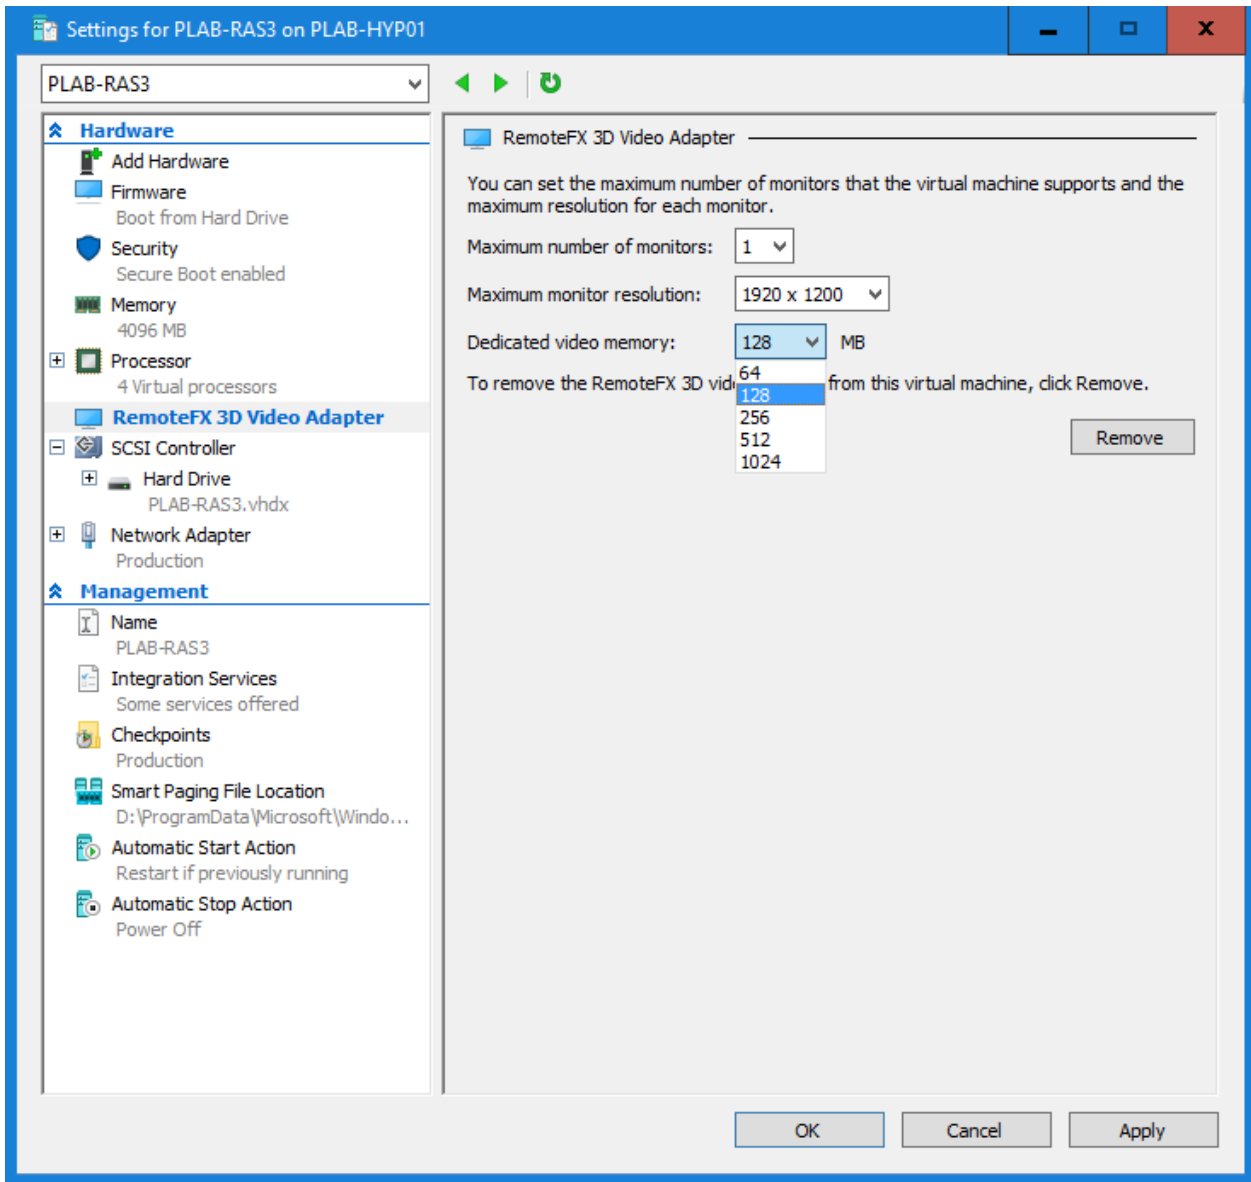 Settings for PLAB-RAS3 on PLAB-HYP01
PLAB-RAS3
Hardware
Add Hardware
Firmware
Boot from Hard Drive
Security
Secure Boot enabled
Memory
4096 MB
Processor
4 Virtual processors
RemoteFX 3D Video Adapter
SCSI Controller
Hard Drive
PLAB-RAS3.vhdx
Network Adapter
Production
Management
Name
PLAB-RAS3
Integration Services
Some services offered
Checkpoints
Production
Smart Paging File Location
D:\ProgramData\Microsoft\Windo...
Automatic Start Action
Restart if previously running
Automatic Stop Action
Power Off
RemoteFX 3D Video Adapter
You can set the maximum number of monitors that the virtual machine supports and the
maximum resolution for each monitor.
Maximum number of monitors: 1
Maximum monitor resolution: 1920 x 1200
Dedicated video memory: 128 MB
To remove the RemoteFX 3D vid from this virtual machine, click Remove.
64
128
256
512
1024
Remove
OK Cancel Apply